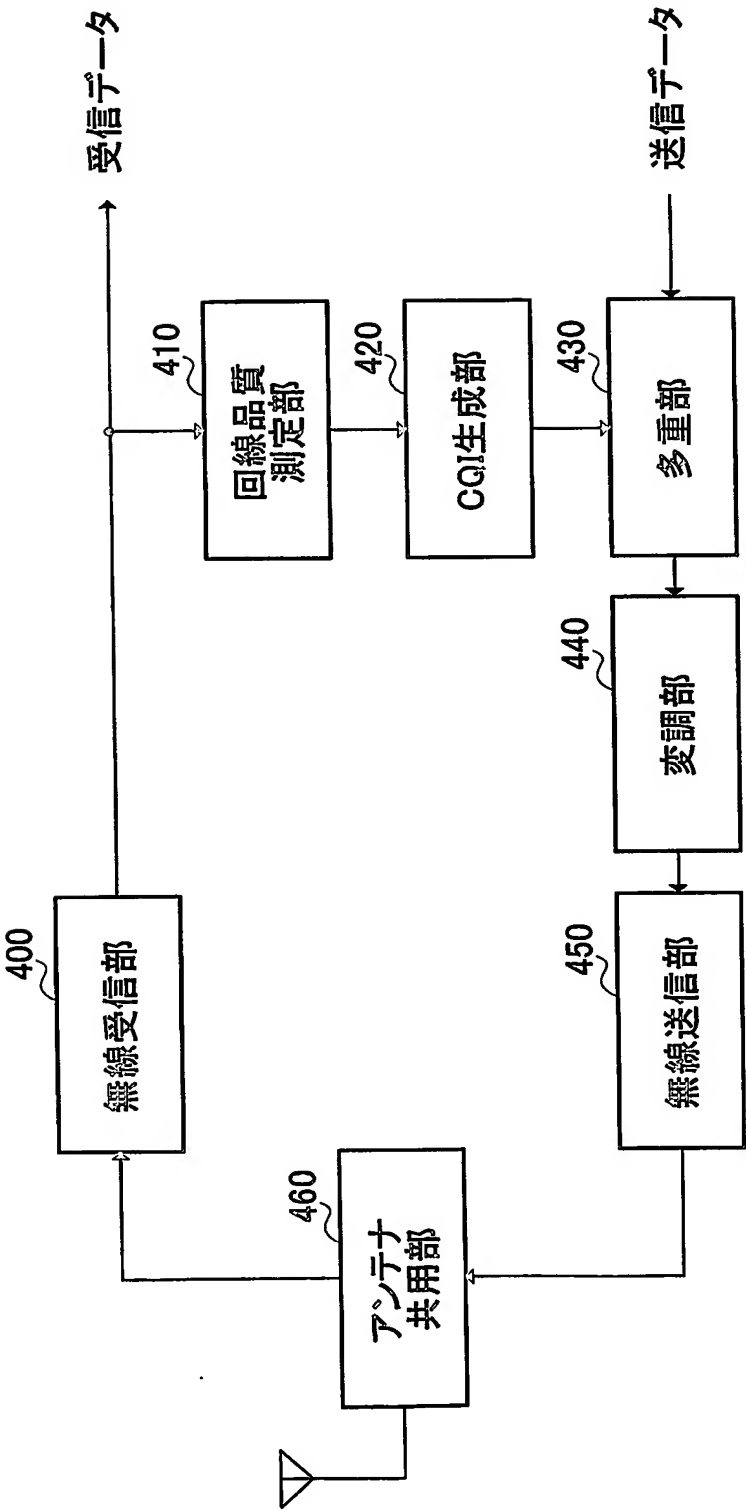 受信データ
400
無線受信部
410
回線品質
測定部
420
CQI生成部
430
多重部
送信データ
440
変調部
450
無線送信部
460
アンテナ
共用部